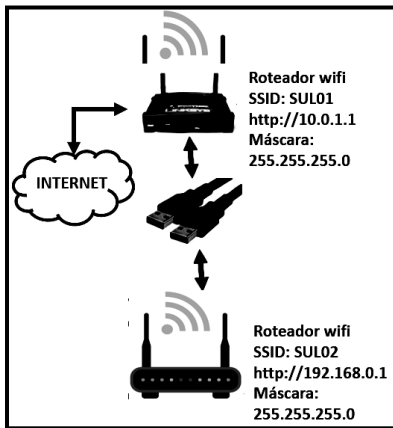 Roteador wifi
SSID: SUL01
http://10.0.1.1
Máscara:
255.255.255.0
LINKSYS
INTERNET
Roteador wifi
SSID: SUL02
http://192.168.0.1
Máscara:
255.255.255.0